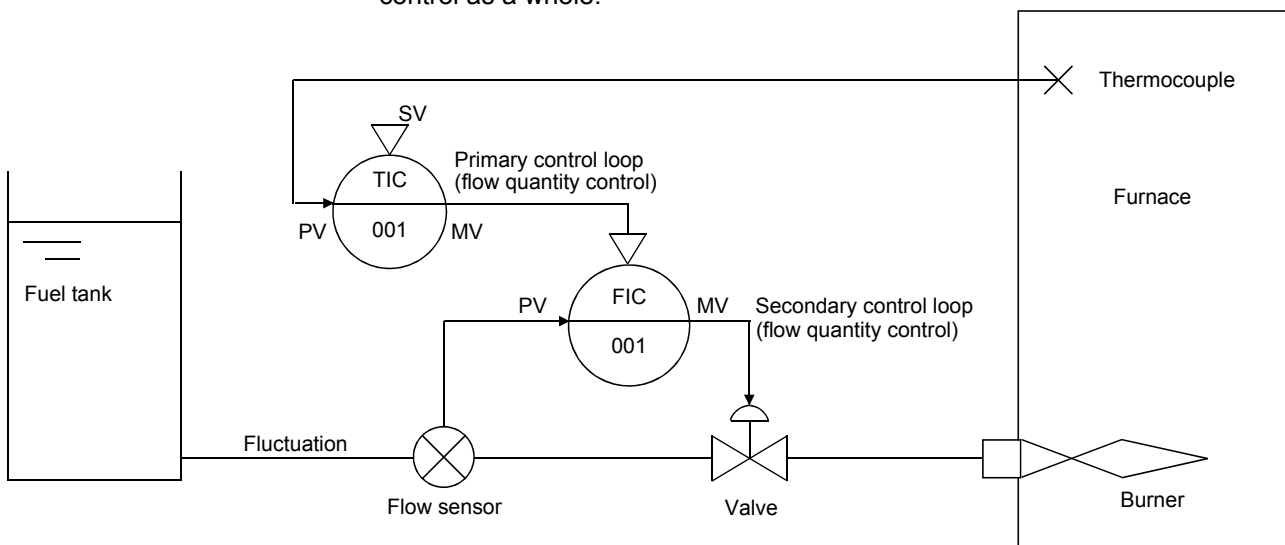 control as a whole.
Thermocouple
SV
Primary control loop
(flow quantity control)
TIC
001
PV
MV
Furnace
Fuel tank
FIC
001
PV
MV
Secondary control loop
(flow quantity control)
Fluctuation
Flow sensor
Valve
Burner